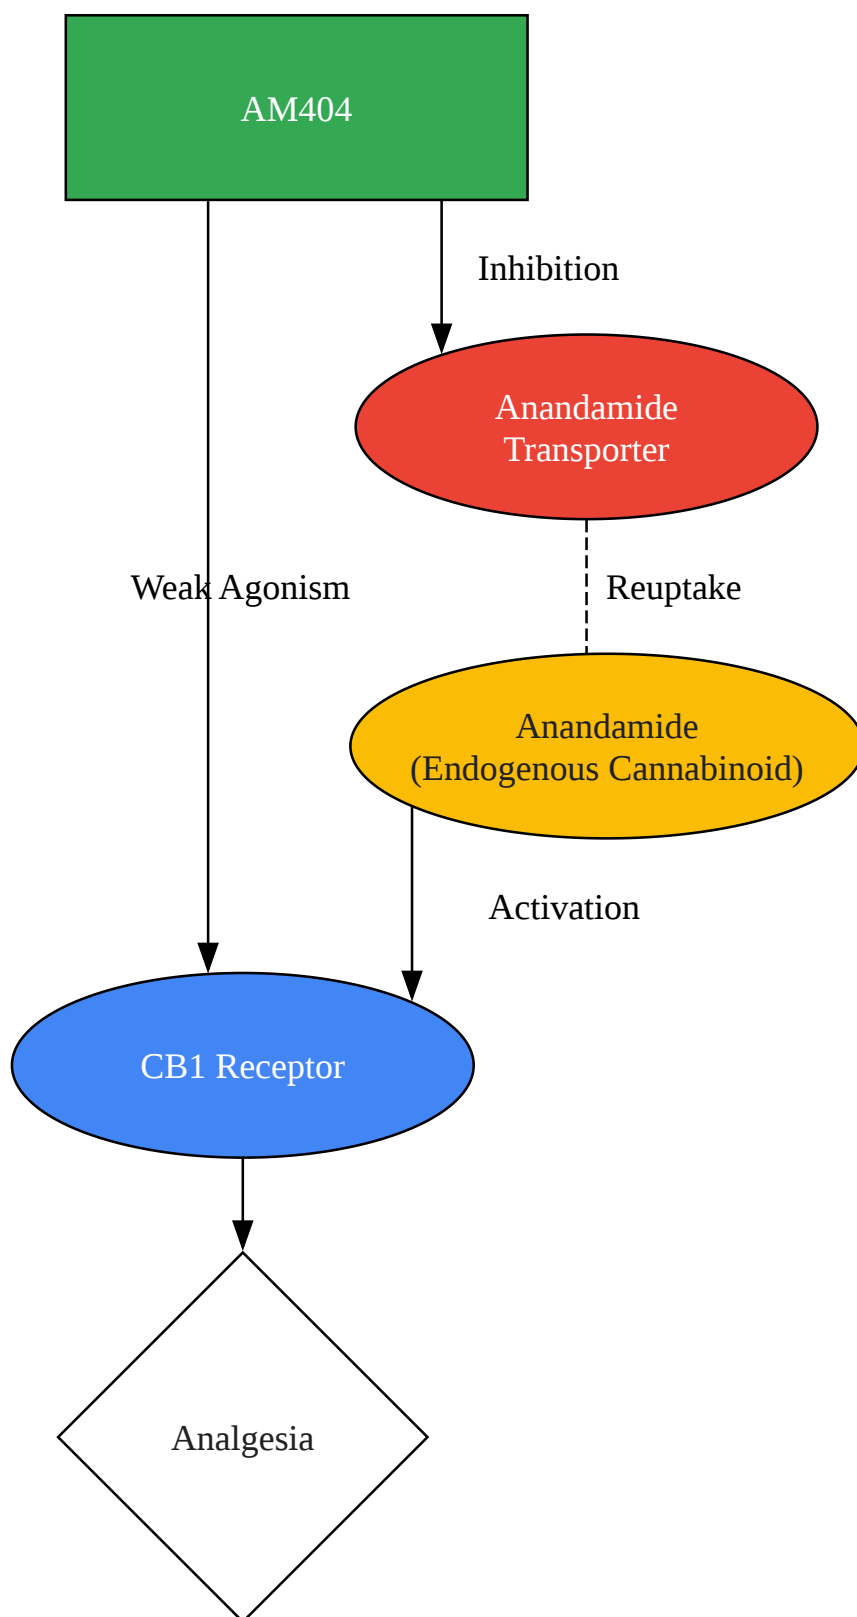 AM404
Inhibition
Anandamide
Transporter
Weak Agonism
Reuptake
Anandamide
(Endogenous Cannabinoid)
Activation
CB1 Receptor
Analgesia